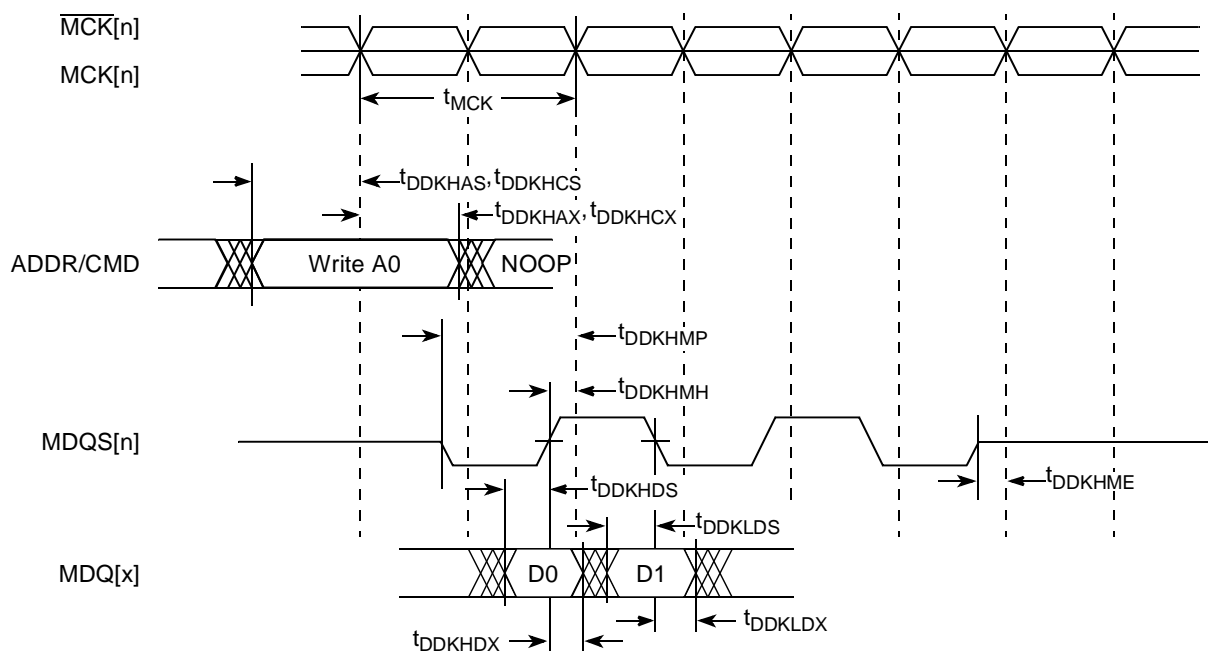 MCK[n]
MCK[n]
tMCK
tDDKHAS,tDDKHCS
tDDKHAX,tDDKHCX
ADDR/CMD
Write A0
NOOP
tDDKHMP
tDDKHMH
MDQS[n]
tDDKHDS
tDDKHME
tDDKLDS
MDQ[x]
D0
D1
tDDKHDX
tDDKLDX